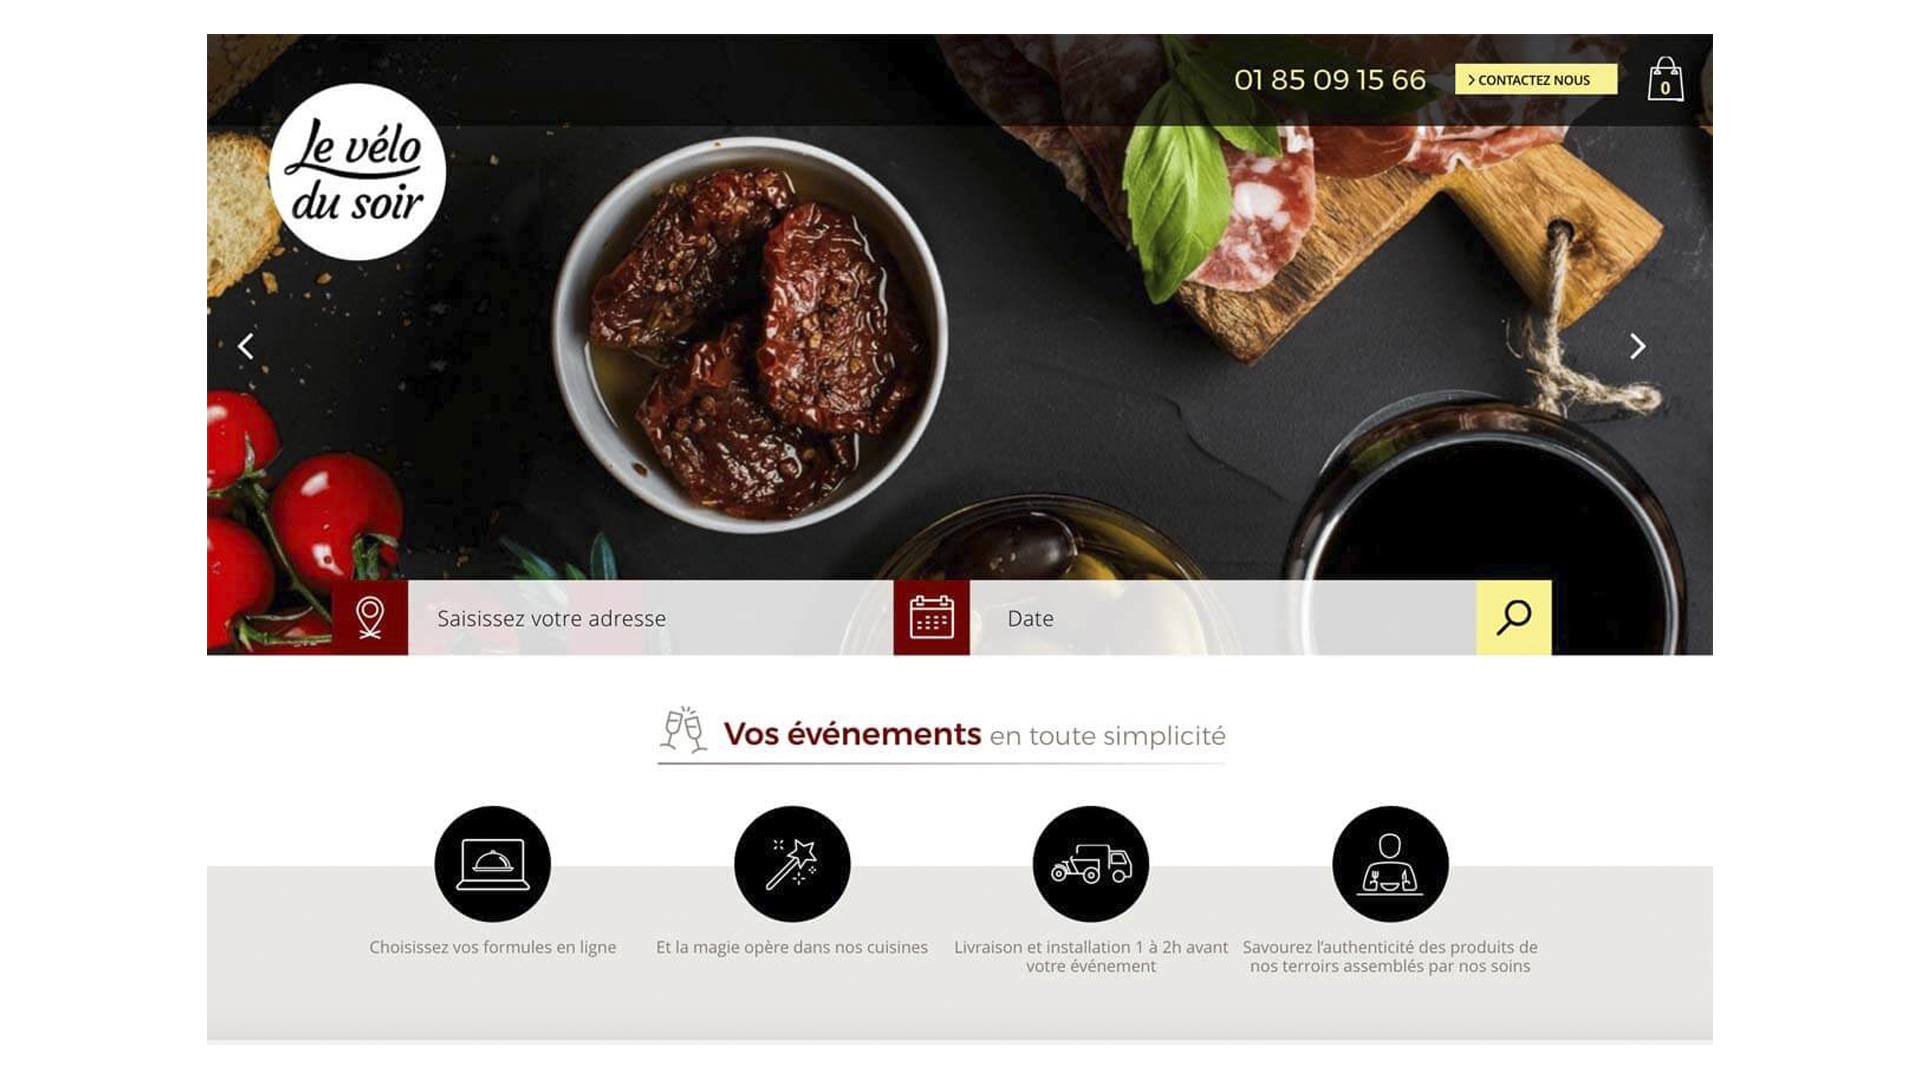 01 85 09 15 66
> CONTACTEZ NOUS
0
Le vélo
du soir
Saisissez votre adresse
Date
Vos événements en toute simplicité
Choisissez vos formules en ligne
Et la magie opère dans nos cuisines
Livraison et installation 1 à 2h avant
votre événement
Savourez l'authenticité des produits de
nos terroirs assemblés par nos soins